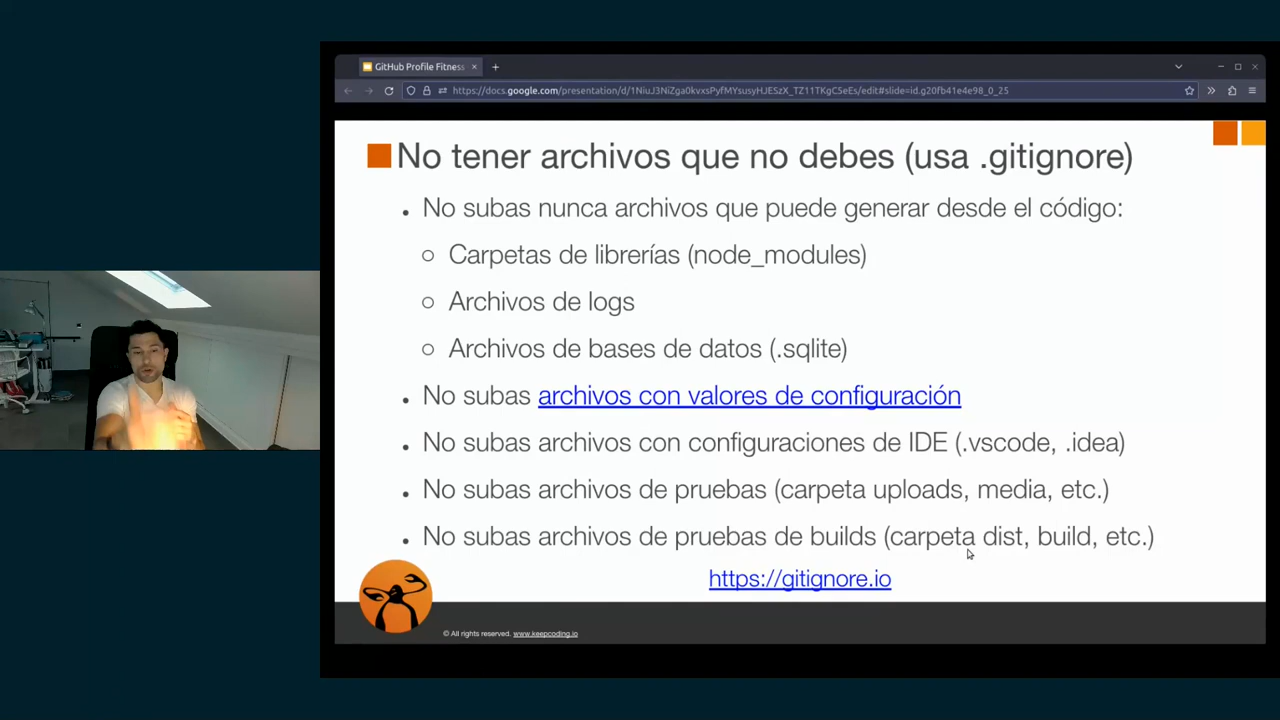 GitHub Profile Fitness
https://docs.google.com/presentation/d/1NiuJ3NiZga0kvxsPyfMYsusyHJESzX_TZ11TKgC5eEs/edit#slide=id.g20fb41e4e98_0_25
No tener archivos que no debes (usa .gitignore)
No subas nunca archivos que puede generar desde el código:
Carpetas de librerías (node_modules)
Archivos de logs
Archivos de bases de datos (.sqlite)
No subas archivos con valores de configuración
No subas archivos con configuraciones de IDE (.vscode, .idea)
No subas archivos de pruebas (carpeta uploads, media, etc.)
No subas archivos de pruebas de builds (carpeta dist, build, etc.)
https://gitignore.io
© All rights reserved. www.keepcoding.io